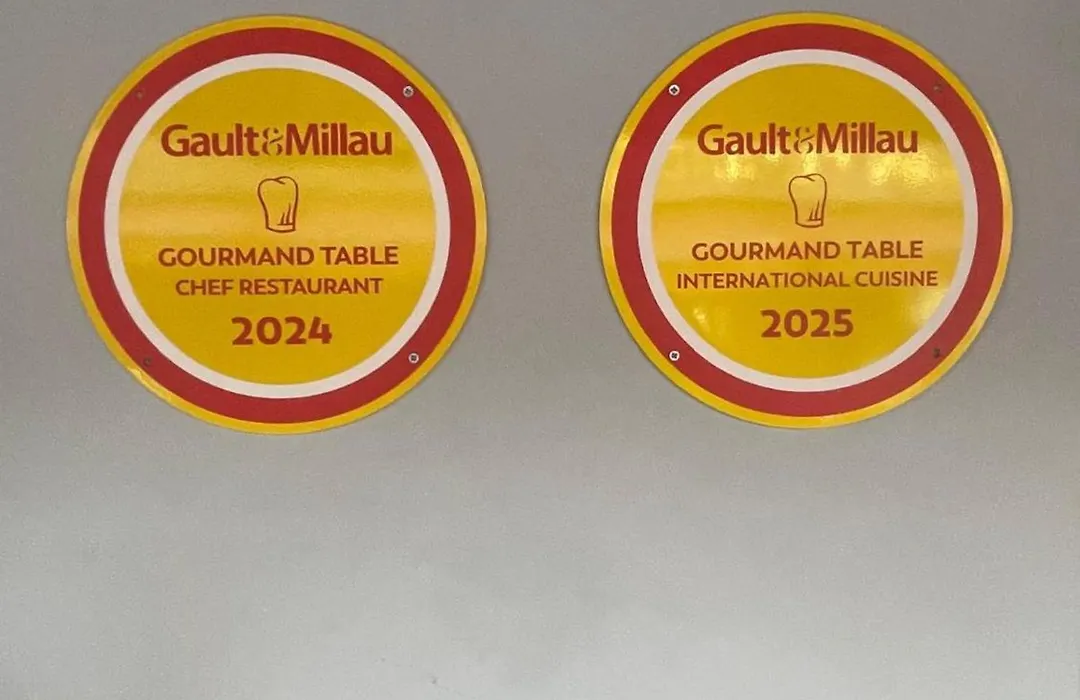 Gault&Millau
GOURMAND TABLE
CHEF RESTAURANT
2024
Gault&Millau
GOURMAND TABLE
INTERNATIONAL CUISINE
2025